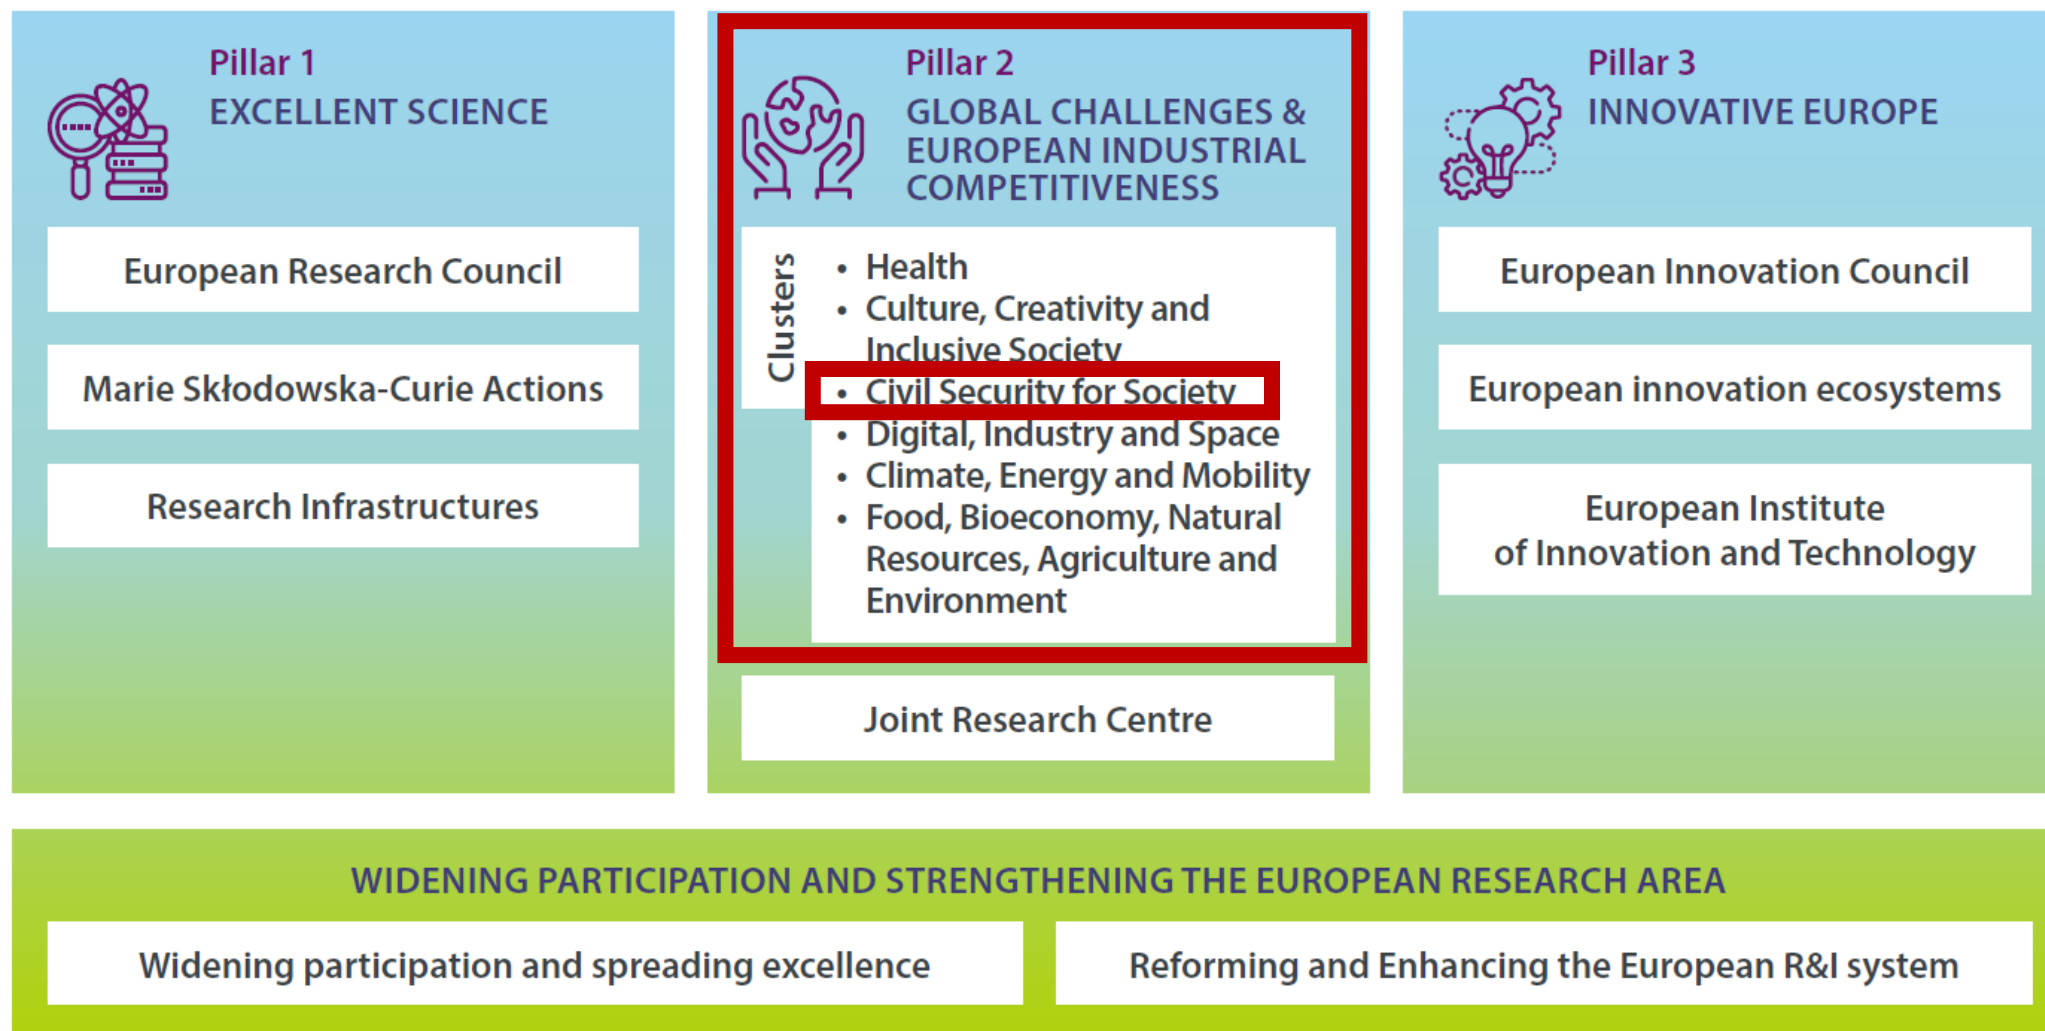 Pillar 1
EXCELLENT SCIENCE
European Research Council
Marie Skłodowska-Curie Actions
Research Infrastructures
Pillar 2
GLOBAL CHALLENGES &
EUROPEAN INDUSTRIAL
COMPETITIVENESS
Clusters
• Health
• Culture, Creativity and
Inclusive Society
• Civil Security for Society
• Digital, Industry and Space
• Climate, Energy and Mobility
• Food, Bioeconomy, Natural
Resources, Agriculture and
Environment
Joint Research Centre
Pillar 3
INNOVATIVE EUROPE
European Innovation Council
European innovation ecosystems
European Institute
of Innovation and Technology
WIDENING PARTICIPATION AND STRENGTHENING THE EUROPEAN RESEARCH AREA
Widening participation and spreading excellence
Reforming and Enhancing the European R&I system